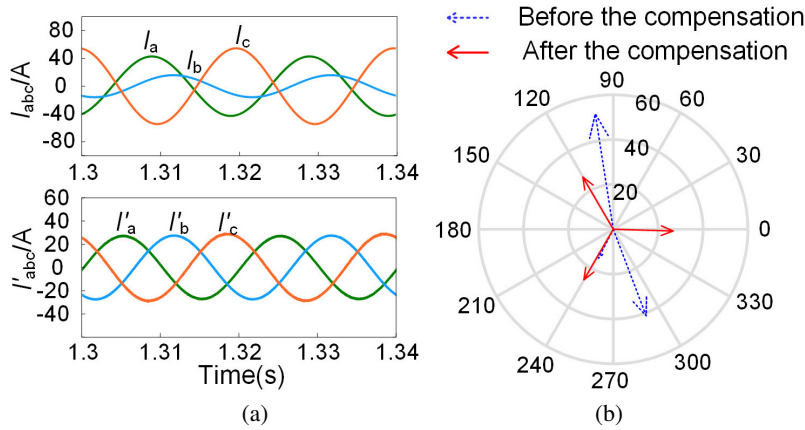 80
40
0
-40
-80
I_abc/A
I_a
I_b
I_c
1.3 1.31 1.32 1.33 1.34
60
40
20
0
-20
-40
I'_abc/A
I'_a I'_b I'_c
1.3 1.31 1.32 1.33 1.34
Time(s)
(a)
Before the compensation
After the compensation
90
120 60 60
40
150 30
20
180 0
210 330
240 300
270
(b)